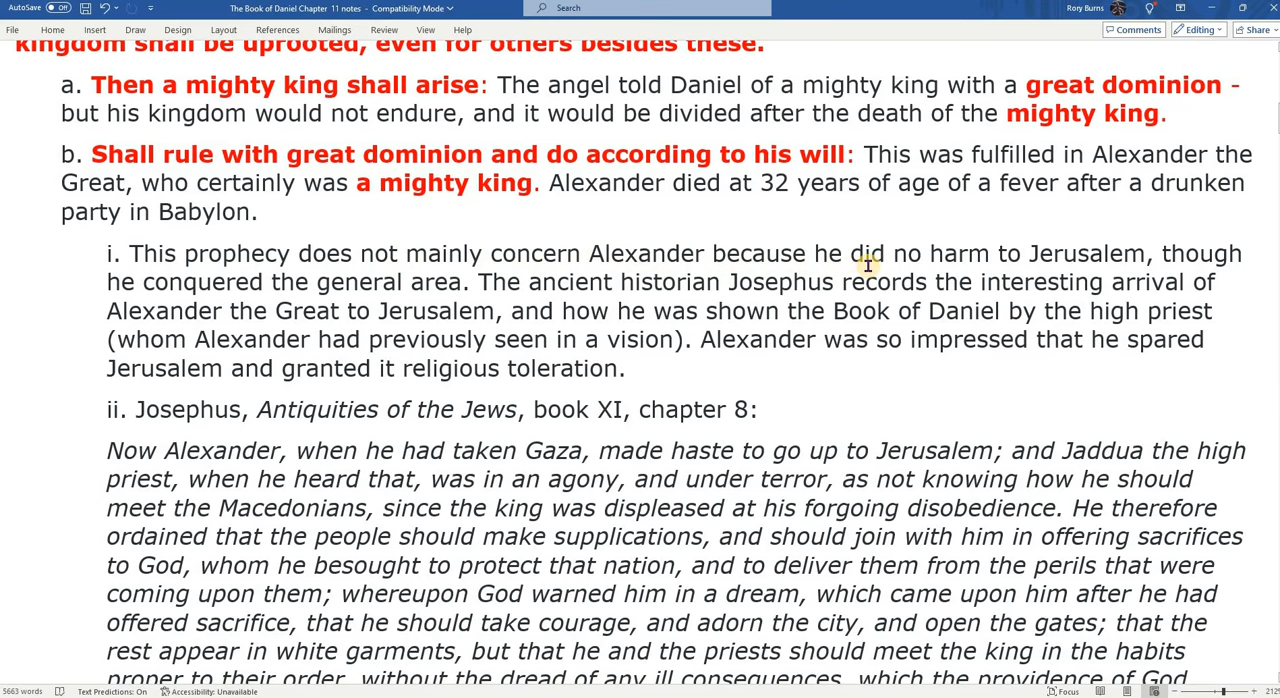 AutoSave Off The Book of Daniel Chapter 11 notes - Compatibility Mode Search Rory Burns
File Home Insert Draw Design Layout References Mailings Review View Help Comments Editing Share
kingdom shall be uprooted, even for others besides these.
a. Then a mighty king shall arise: The angel told Daniel of a mighty king with a great dominion -
but his kingdom would not endure, and it would be divided after the death of the mighty king.
b. Shall rule with great dominion and do according to his will: This was fulfilled in Alexander the
Great, who certainly was a mighty king. Alexander died at 32 years of age of a fever after a drunken
party in Babylon.
i. This prophecy does not mainly concern Alexander because he did no harm to Jerusalem, though
he conquered the general area. The ancient historian Josephus records the interesting arrival of
Alexander the Great to Jerusalem, and how he was shown the Book of Daniel by the high priest
(whom Alexander had previously seen in a vision). Alexander was so impressed that he spared
Jerusalem and granted it religious toleration.
ii. Josephus, Antiquities of the Jews, book XI, chapter 8:
Now Alexander, when he had taken Gaza, made haste to go up to Jerusalem; and Jaddua the high
priest, when he heard that, was in an agony, and under terror, as not knowing how he should
meet the Macedonians, since the king was displeased at his forgoing disobedience. He therefore
ordained that the people should make supplications, and should join with him in offering sacrifices
to God, whom he besought to protect that nation, and to deliver them from the perils that were
coming upon them; whereupon God warned him in a dream, which came upon him after he had
offered sacrifice, that he should take courage, and adorn the city, and open the gates; that the
rest appear in white garments, but that he and the priests should meet the king in the habits
proper to their order, without the dread of any ill consequences, which the providence of God
5663 words Text Predictions: On Accessibility: Unavailable Focus